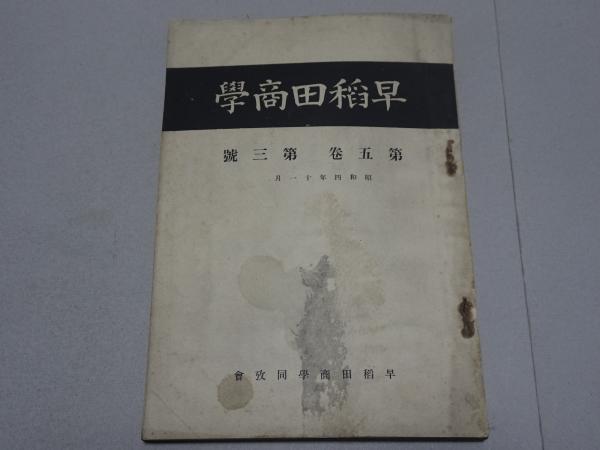 早稻田商學
第五卷 第三號
昭和四年十一月
早稻田商學同攷會